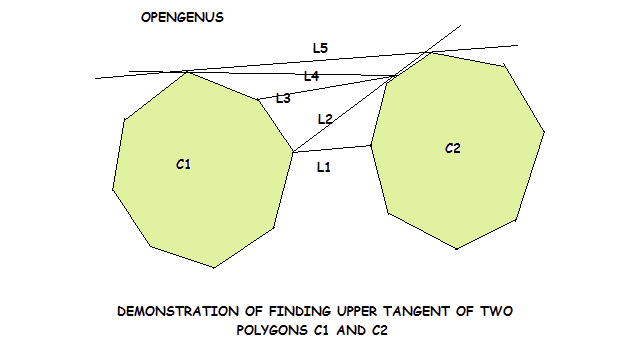 OPENGENUS
L5
L4
L3
L2
L1
C1
C2
DEMONSTRATION OF FINDING UPPER TANGENT OF TWO
POLYGONS C1 AND C2